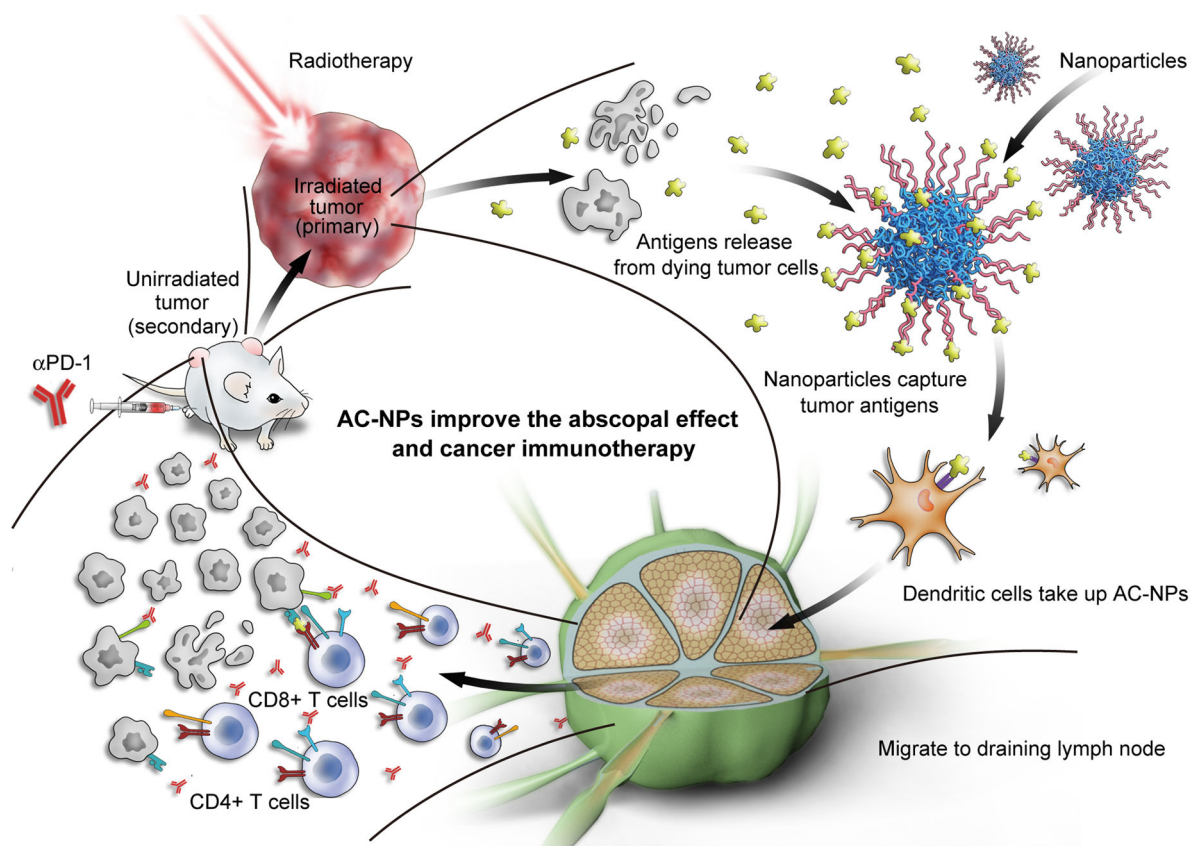 Radiotherapy
Nanoparticles
Irradiated
tumor
(primary)
Antigens release
from dying tumor cells
Unirradiated
tumor
(secondary)
αPD-1
Nanoparticles capture
tumor antigens
AC-NPs improve the abscopal effect
and cancer immunotherapy
Dendritic cells take up AC-NPs
CD8+ T cells
Migrate to draining lymph node
CD4+ T cells